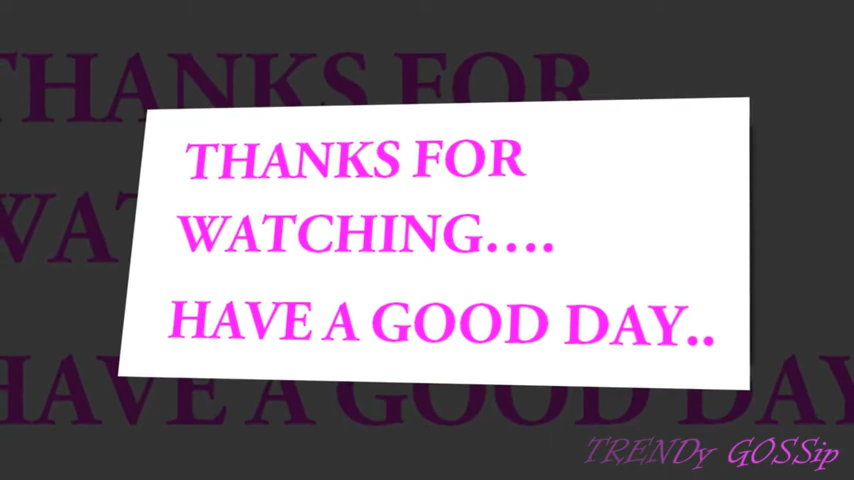 THANKS FOR
WATCHING....
HAVE A GOOD DAY..
TRENDy GOSSip